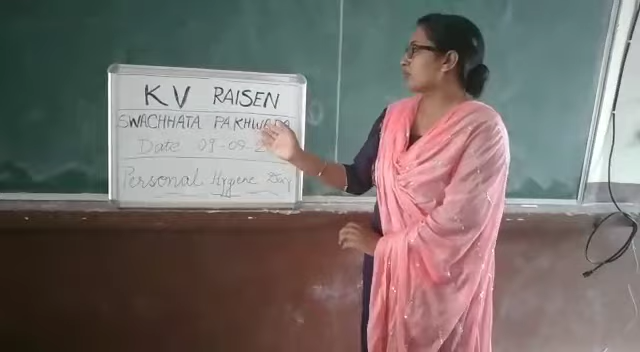 KV RAISEN
SWACHHATA PAKHWADA
Date 09-09-2
Personal Hygene Day